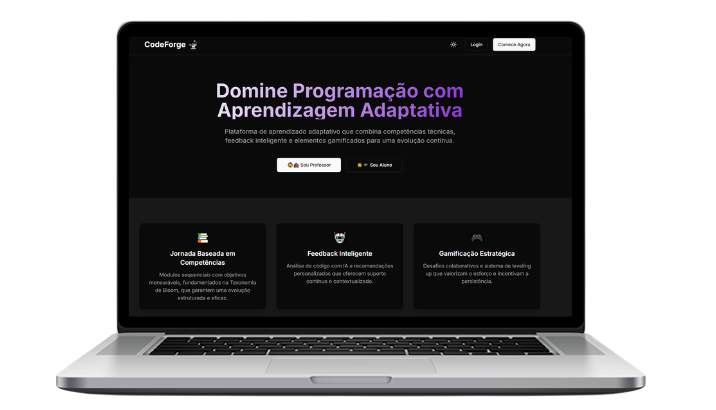 CodeForge
Login
Comece Agora
Domine Programação com
Aprendizagem Adaptativa
Plataforma de aprendizado adaptativo que combina competências técnicas,
feedback inteligente e elementos gamificados para uma evolução contínua.
Sou Professor
Sou Aluno
Jornada Baseada em
Competências
Módulos sequenciais com objetivos
mensuráveis, fundamentados na Taxonomia
de Bloom, que garantem uma evolução
estruturada e eficaz.
Feedback Inteligente
Análise de código com IA e recomendações
personalizadas que oferecem suporte
contínuo e contextualizado.
Gamificação Estratégica
Desafios colaborativos e sistema de leveling
up que valorizam o esforço e incentivam a
persistência.